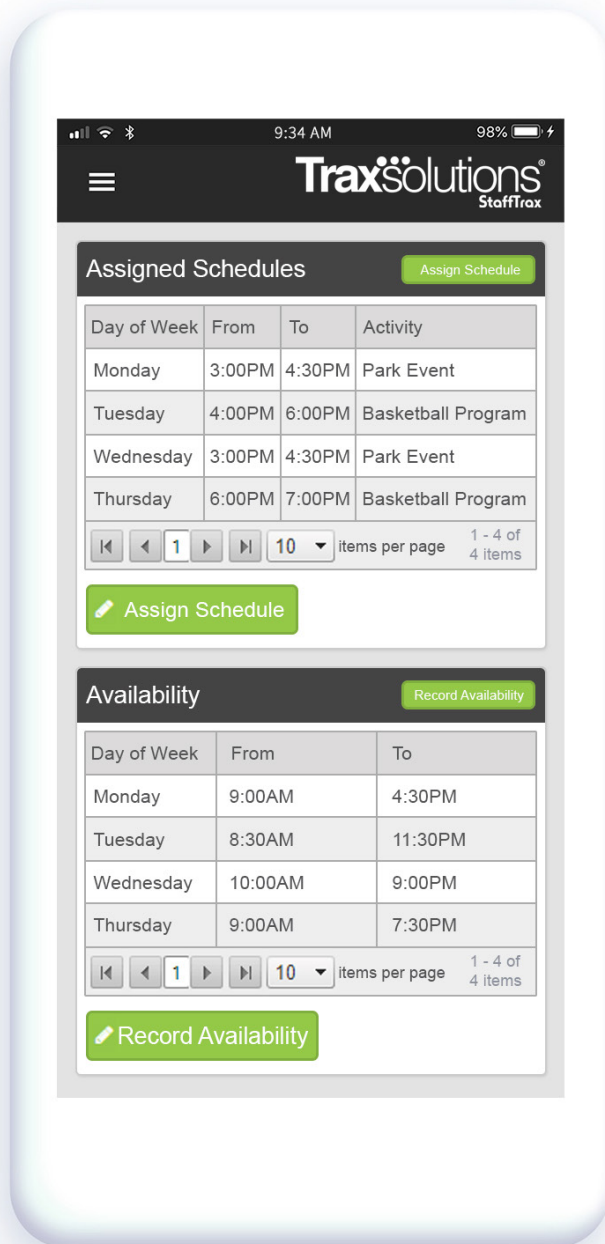 9:34 AM 98%
TraxSolutions®
StaffTrax
Assigned Schedules Assign Schedule
Day of Week From To Activity
Monday 3:00PM 4:30PM Park Event
Tuesday 4:00PM 6:00PM Basketball Program
Wednesday 3:00PM 4:30PM Park Event
Thursday 6:00PM 7:00PM Basketball Program
1 10 items per page 1 - 4 of
4 items
Assign Schedule
Availability Record Availability
Day of Week From To
Monday 9:00AM 4:30PM
Tuesday 8:30AM 11:30PM
Wednesday 10:00AM 9:00PM
Thursday 9:00AM 7:30PM
1 10 items per page 1 - 4 of
4 items
Record Availability